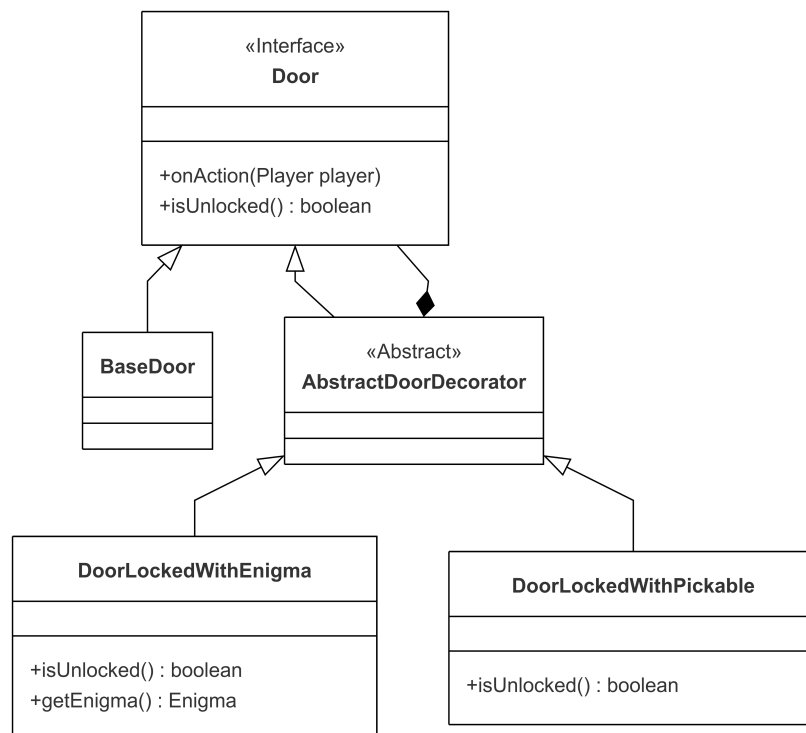 «Interface»
Door
+onAction(Player player)
+isUnlocked() : boolean
BaseDoor
«Abstract»
AbstractDoorDecorator
DoorLockedWithEnigma
+isUnlocked() : boolean
+getEnigma() : Enigma
DoorLockedWithPickable
+isUnlocked() : boolean